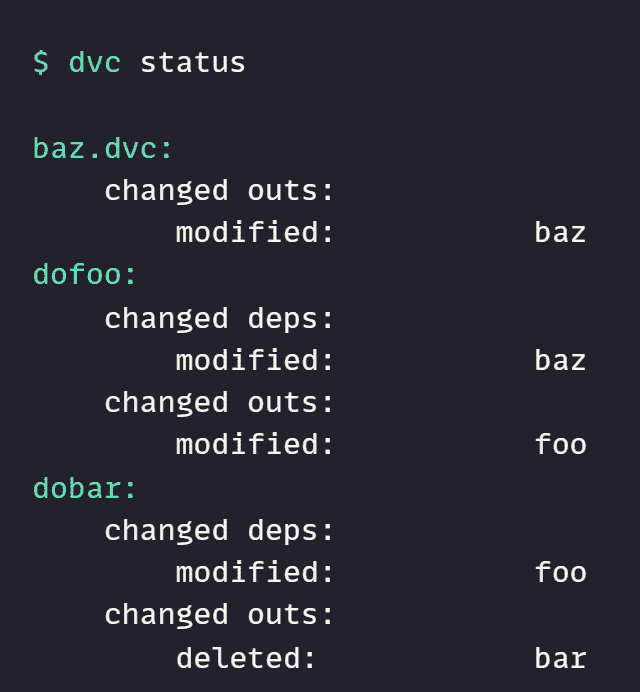 $ dvc status
baz.dvc:
    changed outs:
        modified:           baz
dofoo:
    changed deps:
        modified:           baz
    changed outs:
        modified:           foo
dobar:
    changed deps:
        modified:           foo
    changed outs:
        deleted:            bar